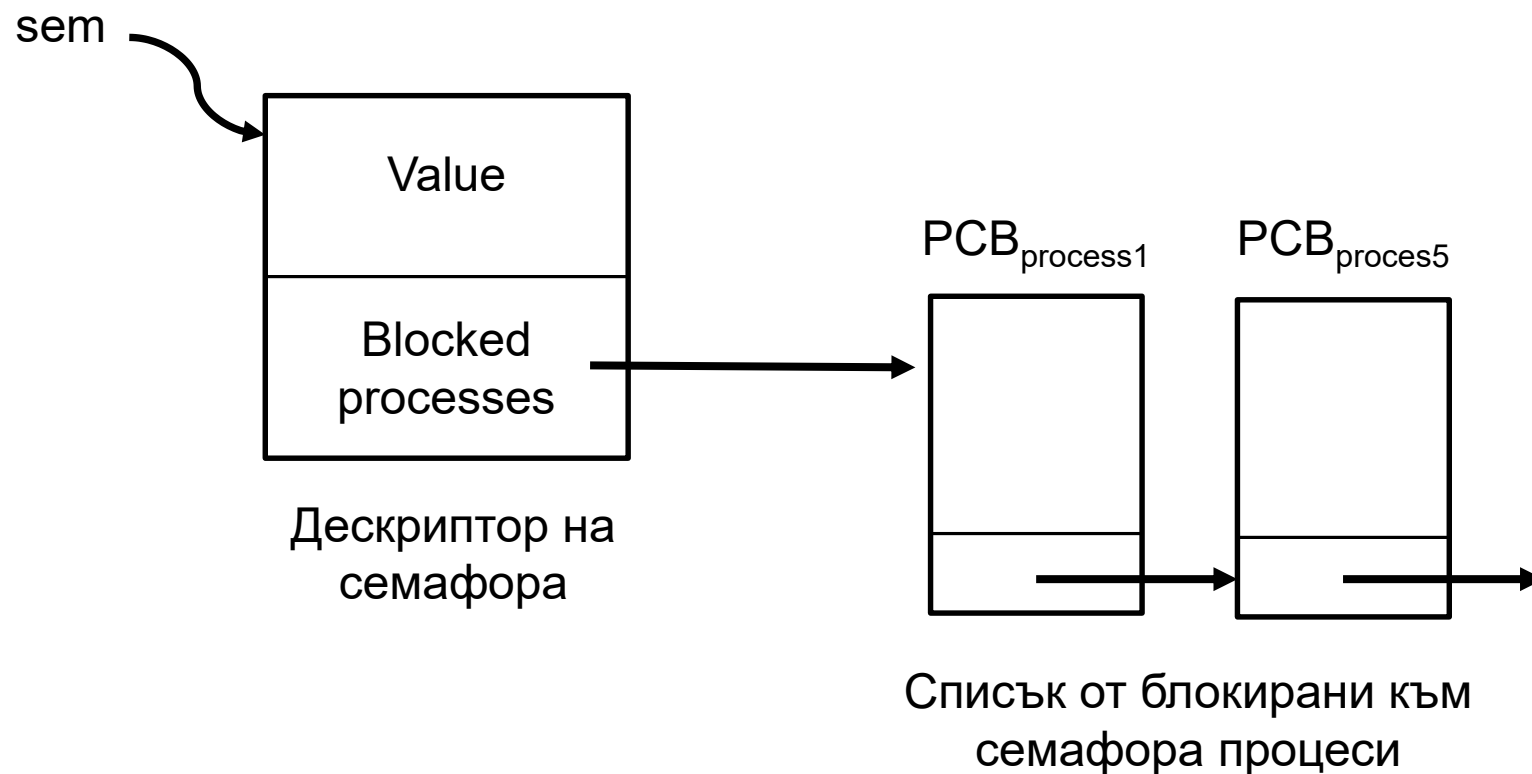 sem
Value
Blocked
processes
Дескриптор на
семафора
PCBprocess1
PCBproces5
Списък от блокирани към
семафора процеси